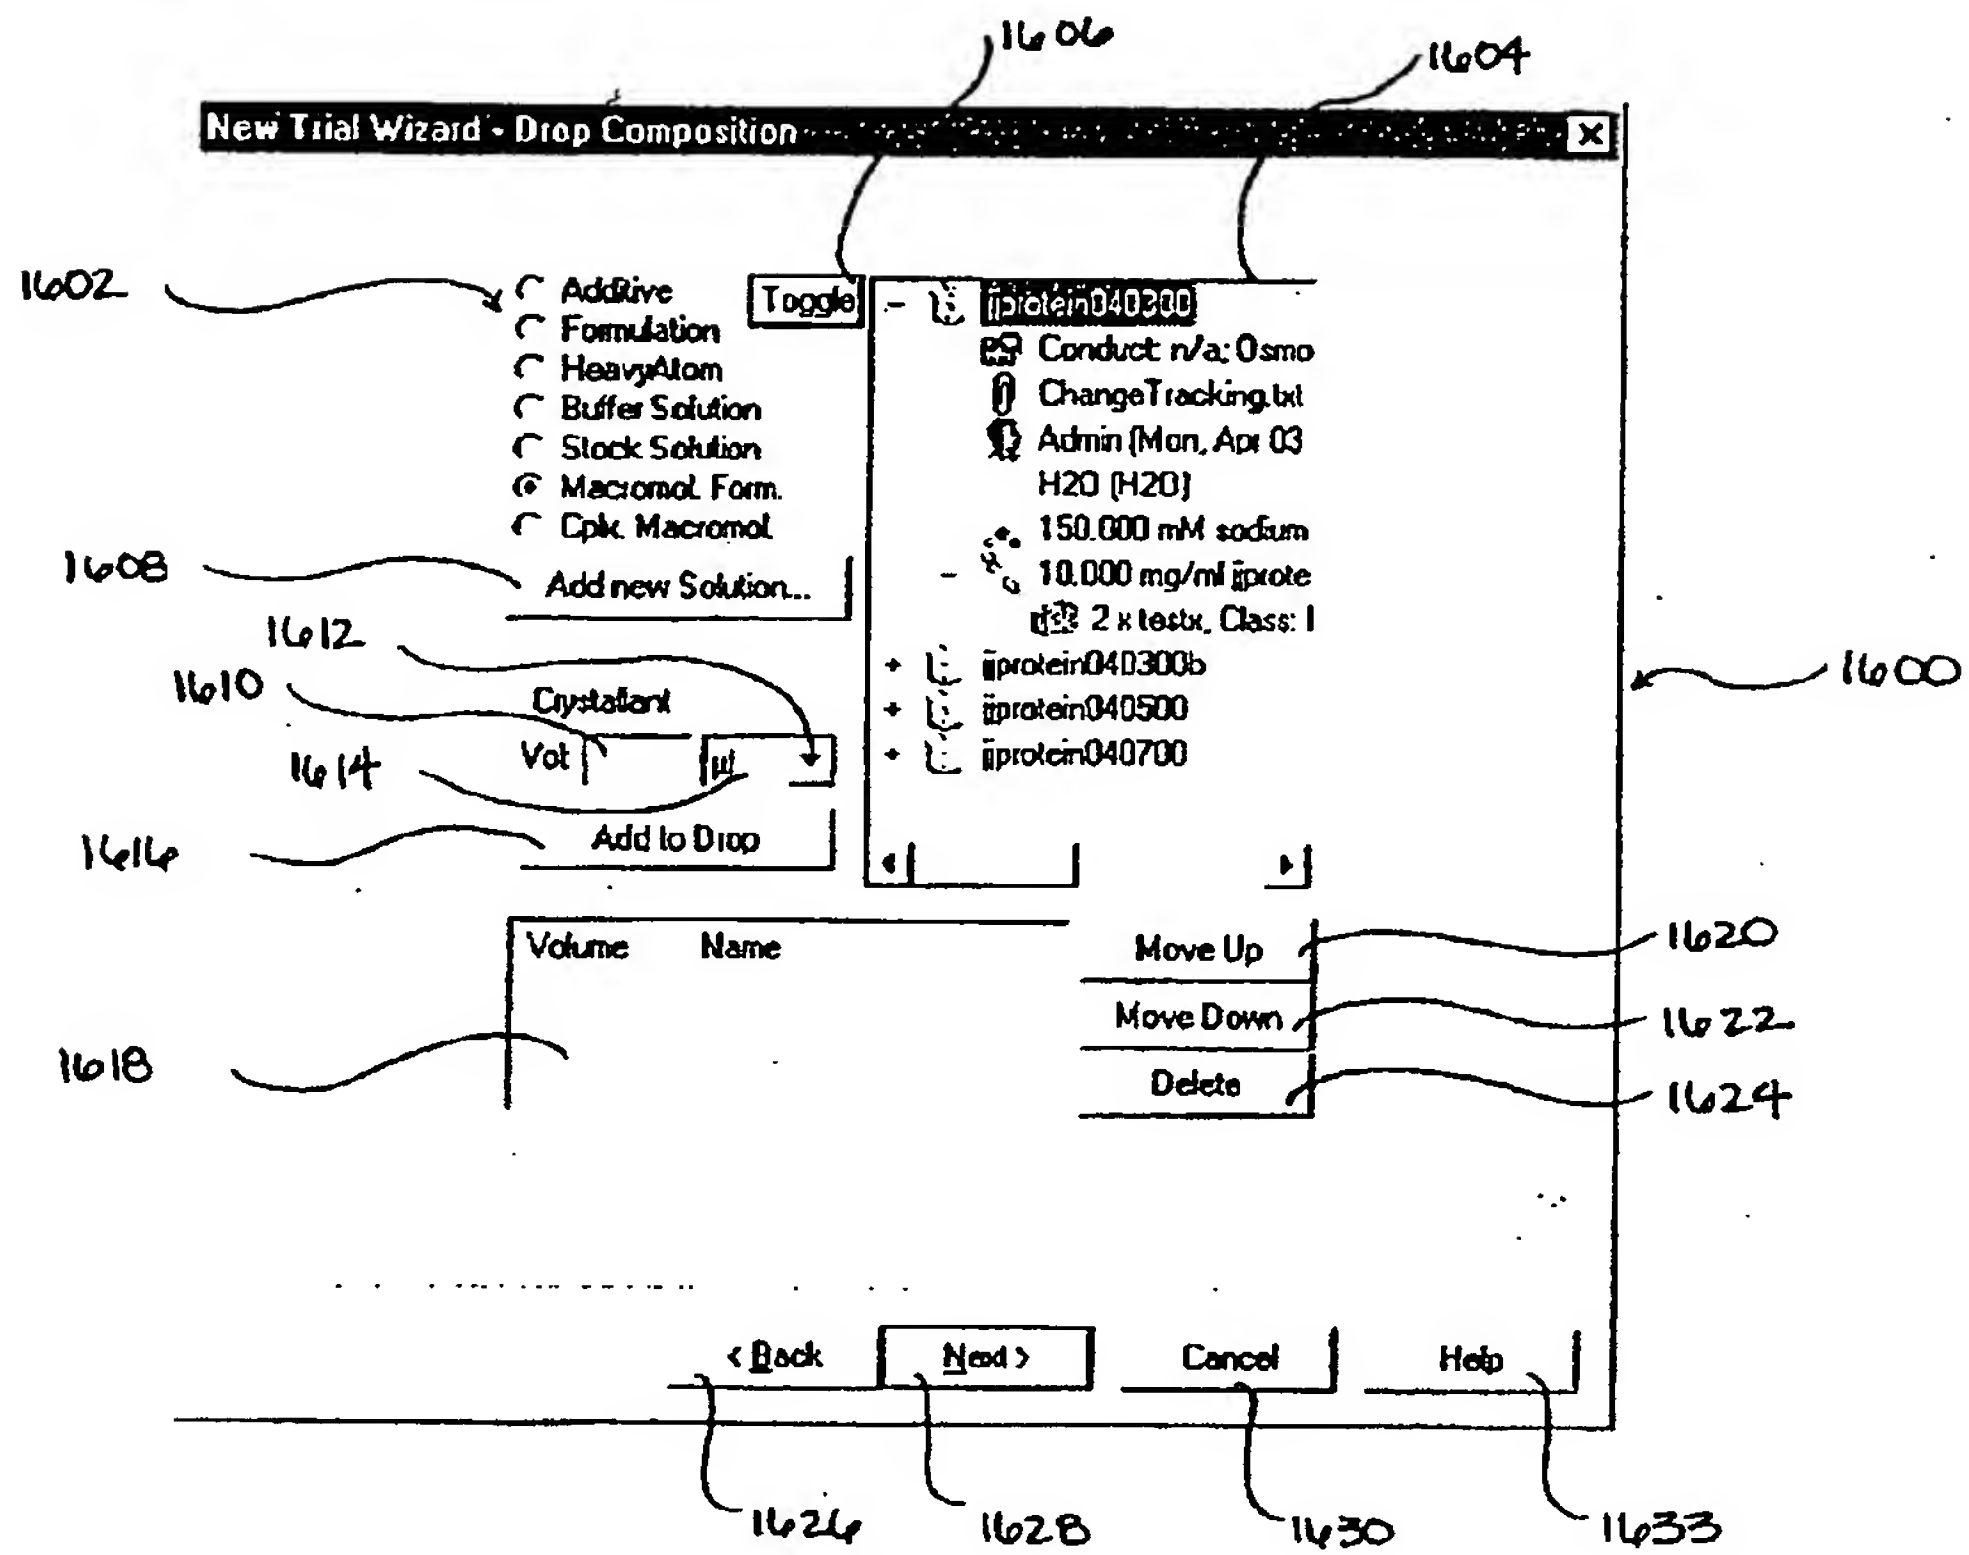 1606
1604
New Trial Wizard - Drop Composition
1602
Additive
Formulation
HeavyAtom
Buffer Solution
Stock Solution
Macromol. Form.
Cplx. Macromol.
Toggle
jjprotein040300
Conduct: n/a; Osmo
ChangeTracking.txt
Admin (Mon, Apr 03
H2O (H2O)
150.000 mM sodium
10.000 mg/ml jjprote
2 x testx, Class: I
jjprotein040300b
jjprotein040500
jjprotein040700
1608
Add new Solution...
1612
1610
Crystallant
Vol
µl
1614
1616
Add to Drop
1600
Volume Name
Move Up
1620
Move Down
1622
Delete
1624
1618
< Back
Next >
Cancel
Help
1626
1628
1630
1633